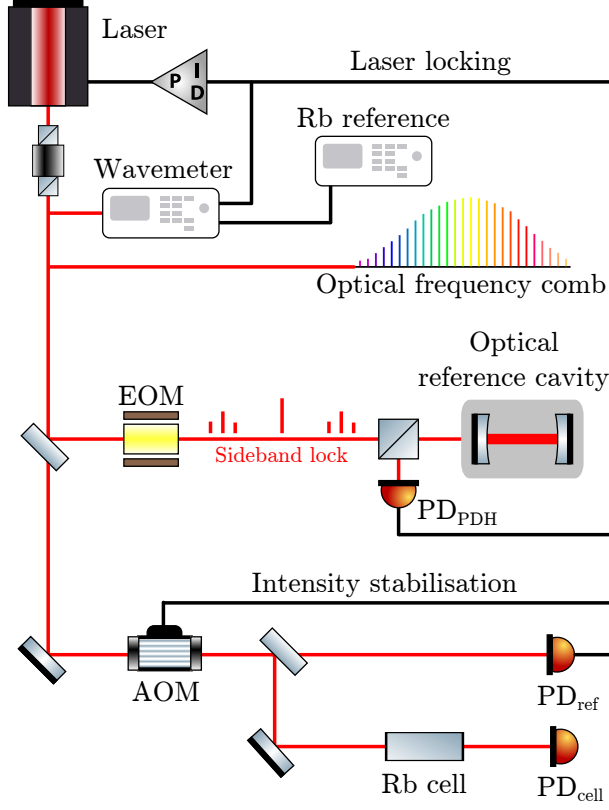 Laser
P
I
D
Laser locking
Rb reference
Wavemeter
Optical frequency comb
Optical
reference cavity
EOM
Sideband lock
PD_PDH
Intensity stabilisation
AOM
PD_ref
Rb cell
PD_cell